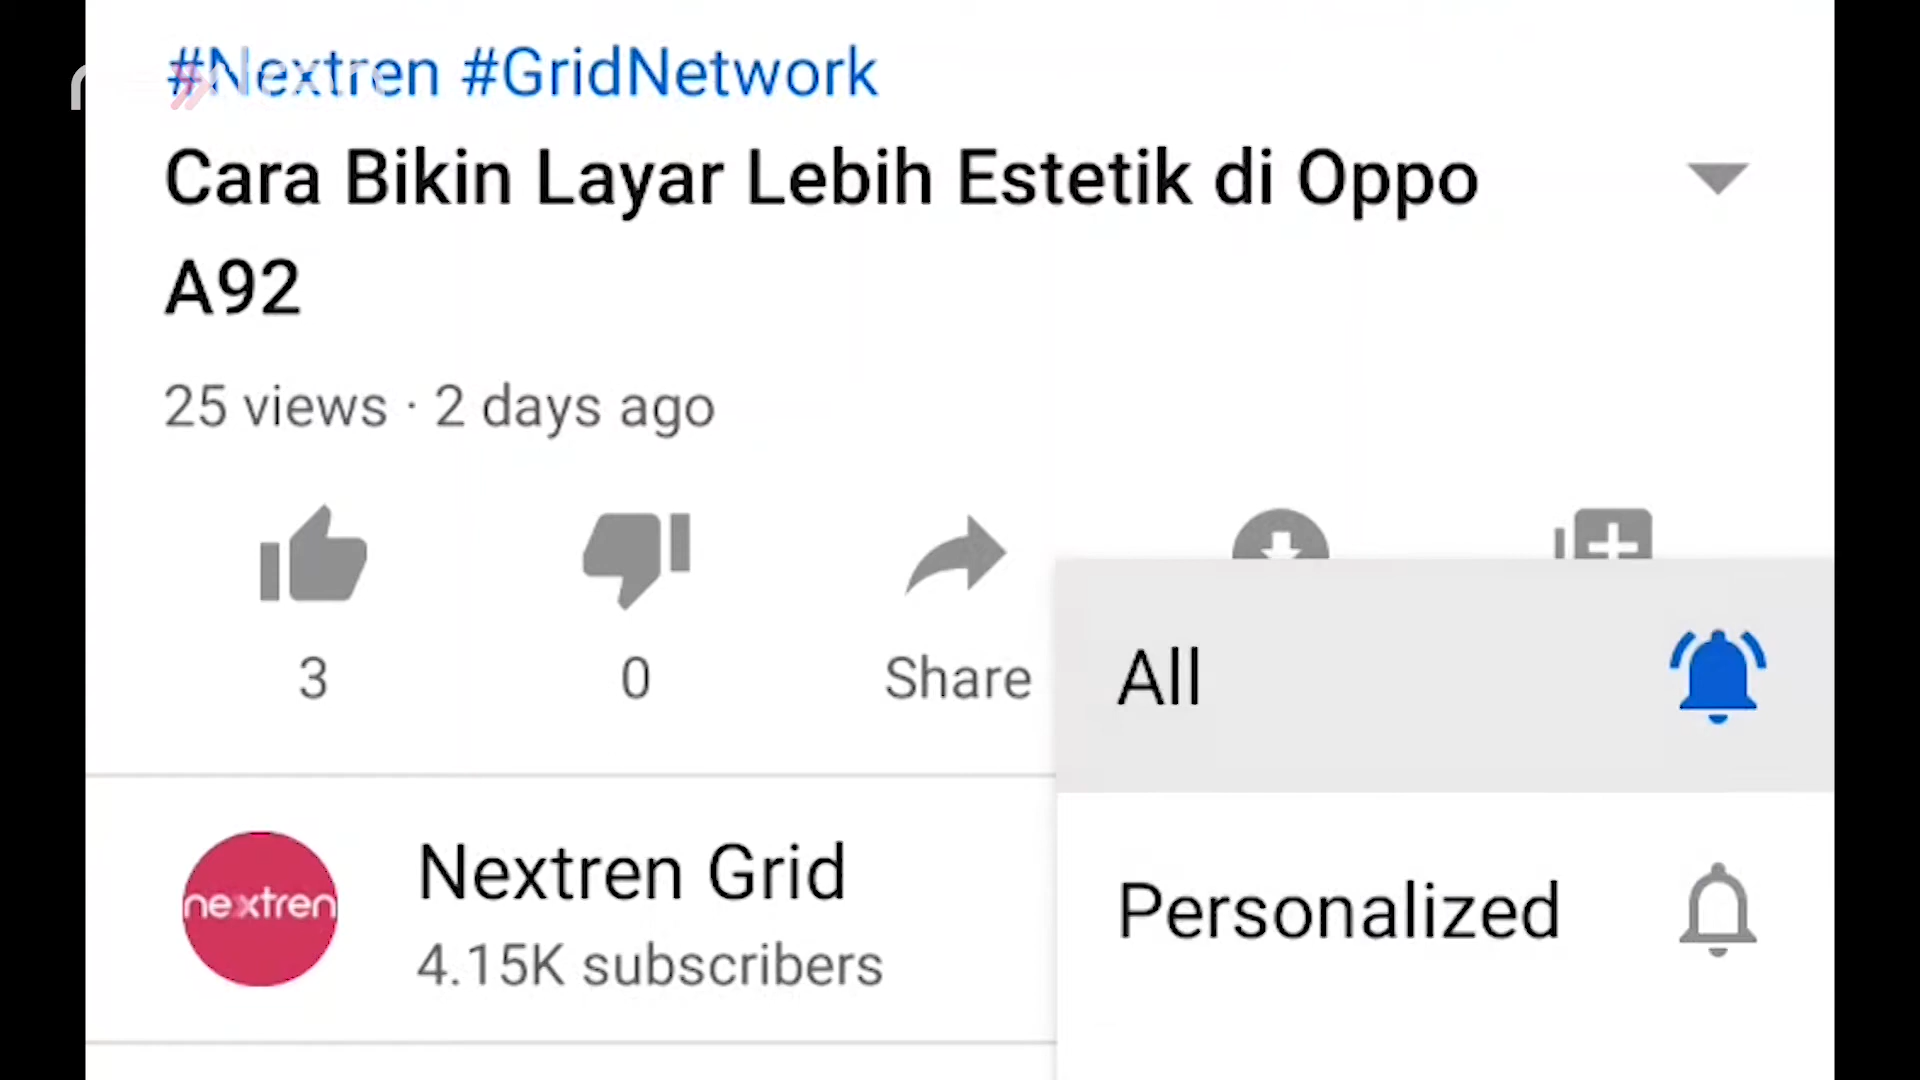 #Nextren #GridNetwork
Cara Bikin Layar Lebih Estetik di Oppo
A92
25 views · 2 days ago
3
0
Share
All
nextren
Nextren Grid
4.15K subscribers
Personalized